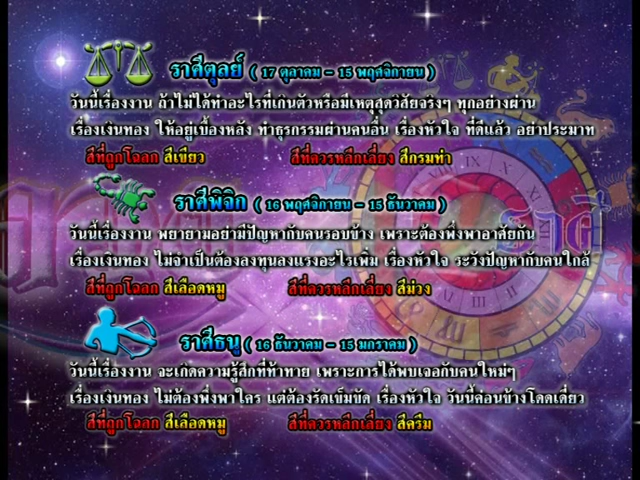 ราศีตุลย์ ( 17 ตุลาคม - 15 พฤศจิกายน )
วันนี้เรื่องงาน ถ้าไม่ได้ทำอะไรที่เกินตัวหรือมีเหตุสุดวิสัยจริงๆ ทุกอย่างผ่าน
เรื่องเงินทอง ให้อยู่เบื้องหลัง ทำธุรกรรมผ่านคนอื่น เรื่องหัวใจ ที่ดีแล้ว อย่าประมาท
สีที่ถูกโฉลก สีเขียว สีที่ควรหลีกเลี่ยง สีกรมท่า
ราศีพิจิก ( 16 พฤศจิกายน - 15 ธันวาคม )
วันนี้เรื่องงาน พยายามอย่ามีปัญหากับคนรอบข้าง เพราะต้องพึ่งพาอาศัยกัน
เรื่องเงินทอง ไม่จำเป็นต้องลงทุนลงแรงอะไรเพิ่ม เรื่องหัวใจ ระวังปัญหากับคนใกล้
สีที่ถูกโฉลก สีเลือดหมู สีที่ควรหลีกเลี่ยง สีม่วง
ราศีธนู ( 16 ธันวาคม - 15 มกราคม )
วันนี้เรื่องงาน จะเกิดความรู้สึกที่ท้าทาย เพราะการได้พบเจอกับคนใหม่ๆ
เรื่องเงินทอง ไม่ต้องพึ่งพาใคร แต่ต้องรัดเข็มขัด เรื่องหัวใจ วันนี้ค่อนข้างโดดเดี่ยว
สีที่ถูกโฉลก สีเลือดหมู สีที่ควรหลีกเลี่ยง สีครีม